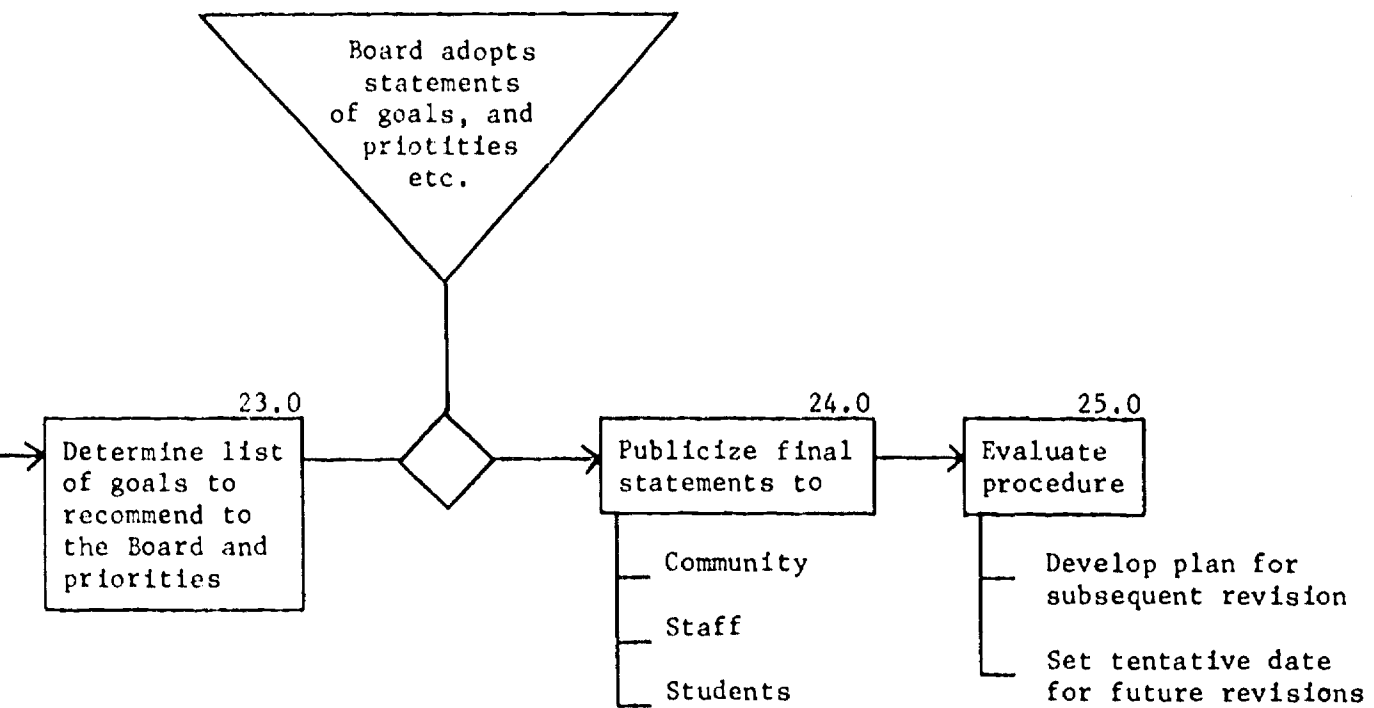 Board adopts
statements
of goals, and
priotities
etc.
23.0
Determine list
of goals to
recommend to
the Board and
priorities
24.0
Publicize final
statements to
Community
Staff
Students
25.0
Evaluate
procedure
Develop plan for
subsequent revision
Set tentative date
for future revisions